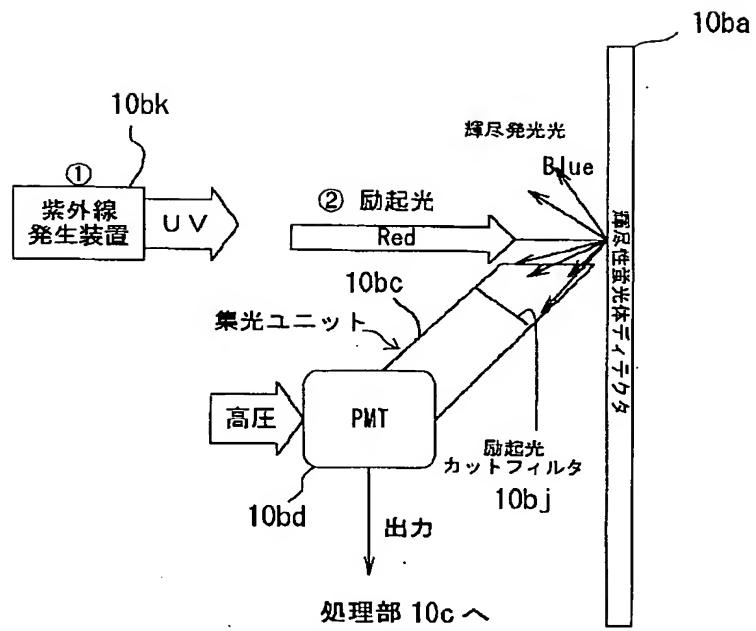 10ba
10bk
輝尽発光光
Blue
①
紫外線
発生装置
UV
② 励起光
Red
輝尽性蛍光体ディテクタ
10bc
集光ユニット
高圧
PMT
励起光
カットフィルタ
10bj
10bd
出力
処理部 10c へ